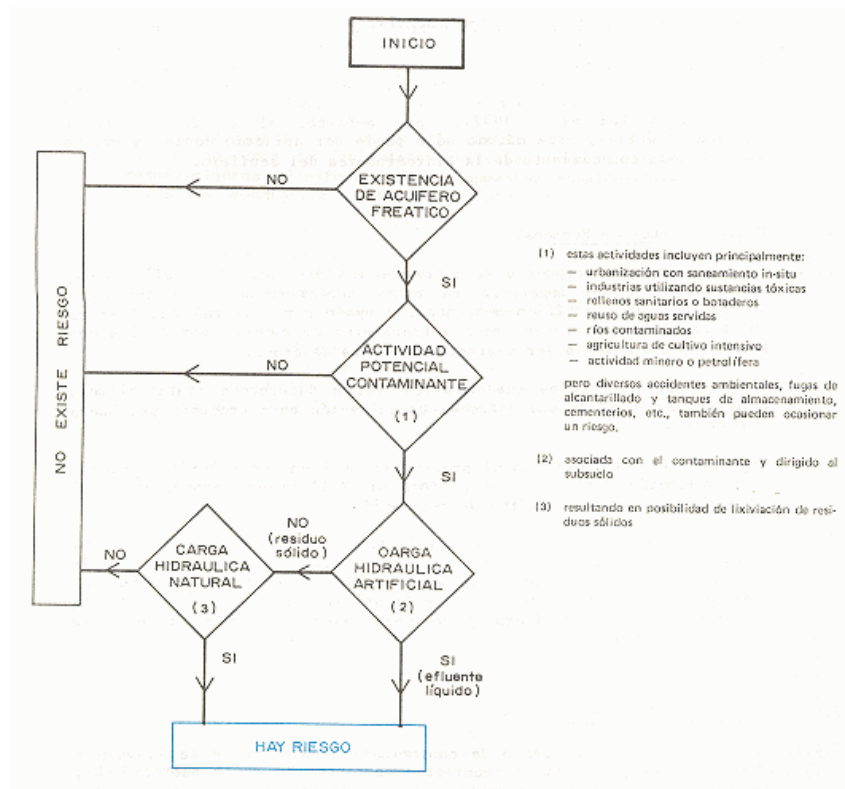 INICIO
EXISTENCIA
DE ACUIFERO
FREATICO
NO
SI
ACTIVIDAD
POTENCIAL
CONTAMINANTE
(1)
NO
SI
CARGA
HIDRAULICA
ARTIFICIAL
(2)
NO
(residuo
sólido)
CARGA
HIDRAULICA
NATURAL
(3)
NO
NO EXISTE RIESGO
SI
SI
(efluente
líquido)
HAY RIESGO
(1) estas actividades incluyen principalmente:
— urbanización con saneamiento in-situ
— industrias utilizando sustancias tóxicas
— rellenos sanitarios o botaderos
— reuso de aguas servidas
— ríos contaminados
— agricultura de cultivo intensivo
— actividad minero o petrolífera
pero diversos accidentes ambientales, fugas de
alcantarillado y tanques de almacenamiento,
cementerios, etc., también pueden ocasionar
un riesgo.
(2) asociada con el contaminante y dirigido al
subsuelo
(3) resultando en posibilidad de lixiviación de resi-
duos sólidos